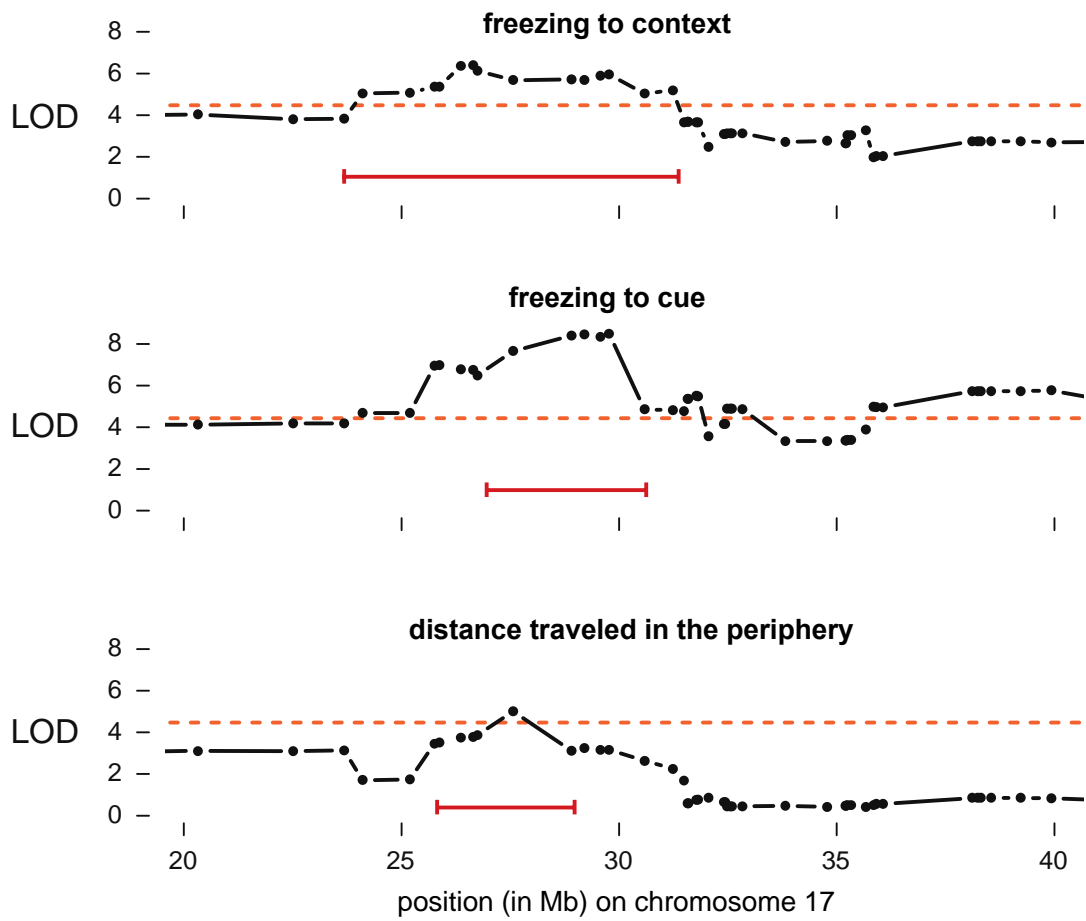 freezing to context
8
6
LOD 4
2
0
freezing to cue
8
6
LOD 4
2
0
distance traveled in the periphery
8
6
LOD 4
2
0
20 25 30 35 40
position (in Mb) on chromosome 17